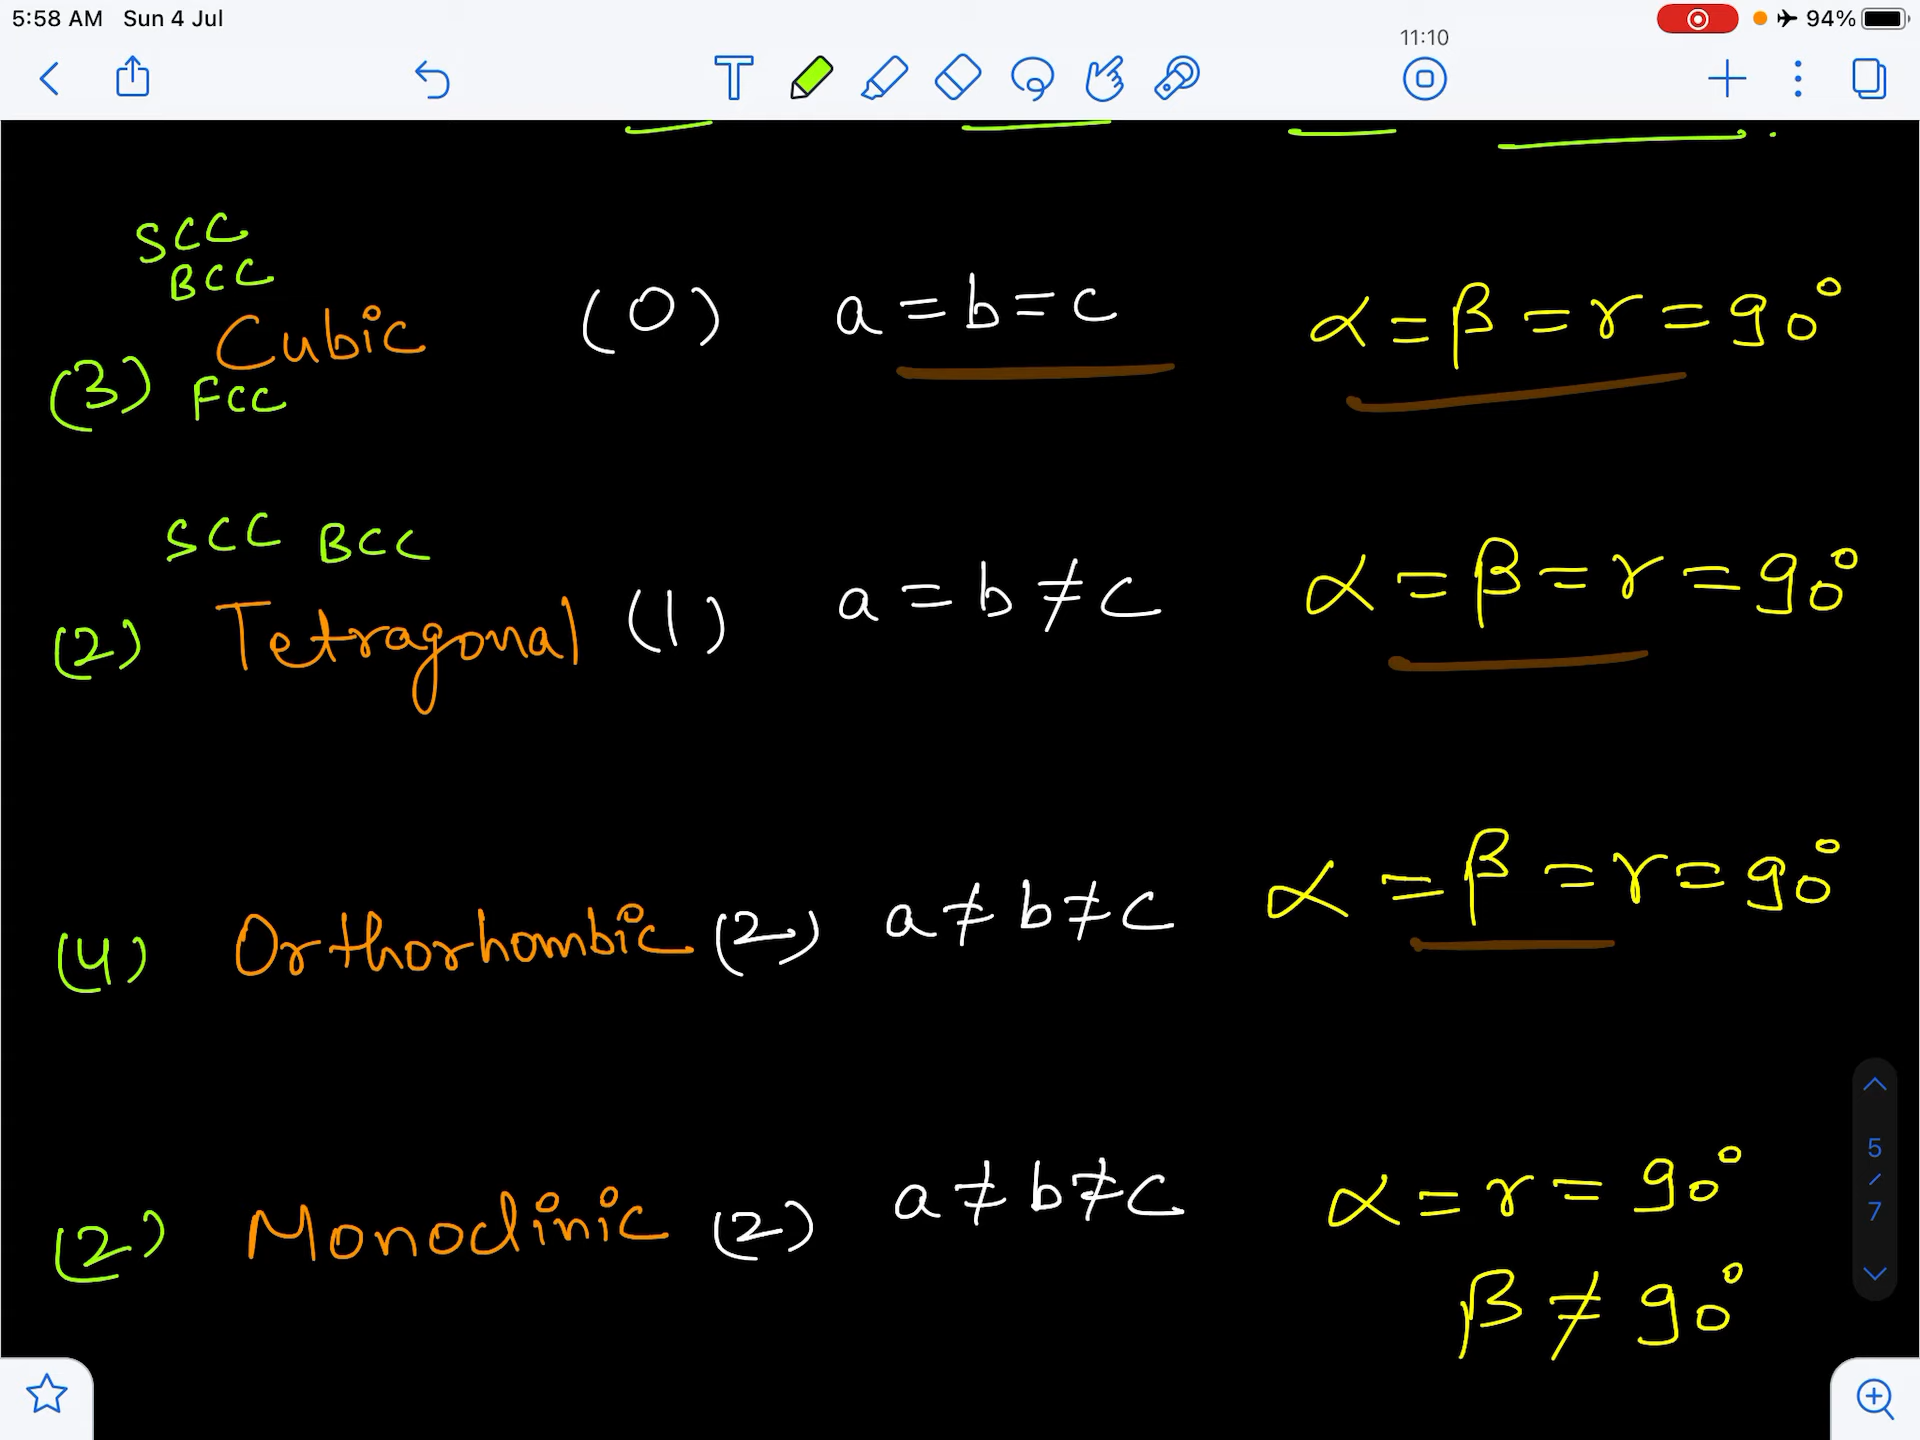 5:58 AM Sun 4 Jul 94%
11:10
T
SCC
BCC
Cubic (0) a = b = c α = β = γ = 90°
(3) FCC
SCC BCC
(2) Tetragonal (1) a = b ≠ c α = β = γ = 90°
(4) Orthorhombic (2) a ≠ b ≠ c α = β = γ = 90°
(2) Monoclinic (2) a ≠ b ≠ c α = γ = 90°
β ≠ 90°
5
/
7